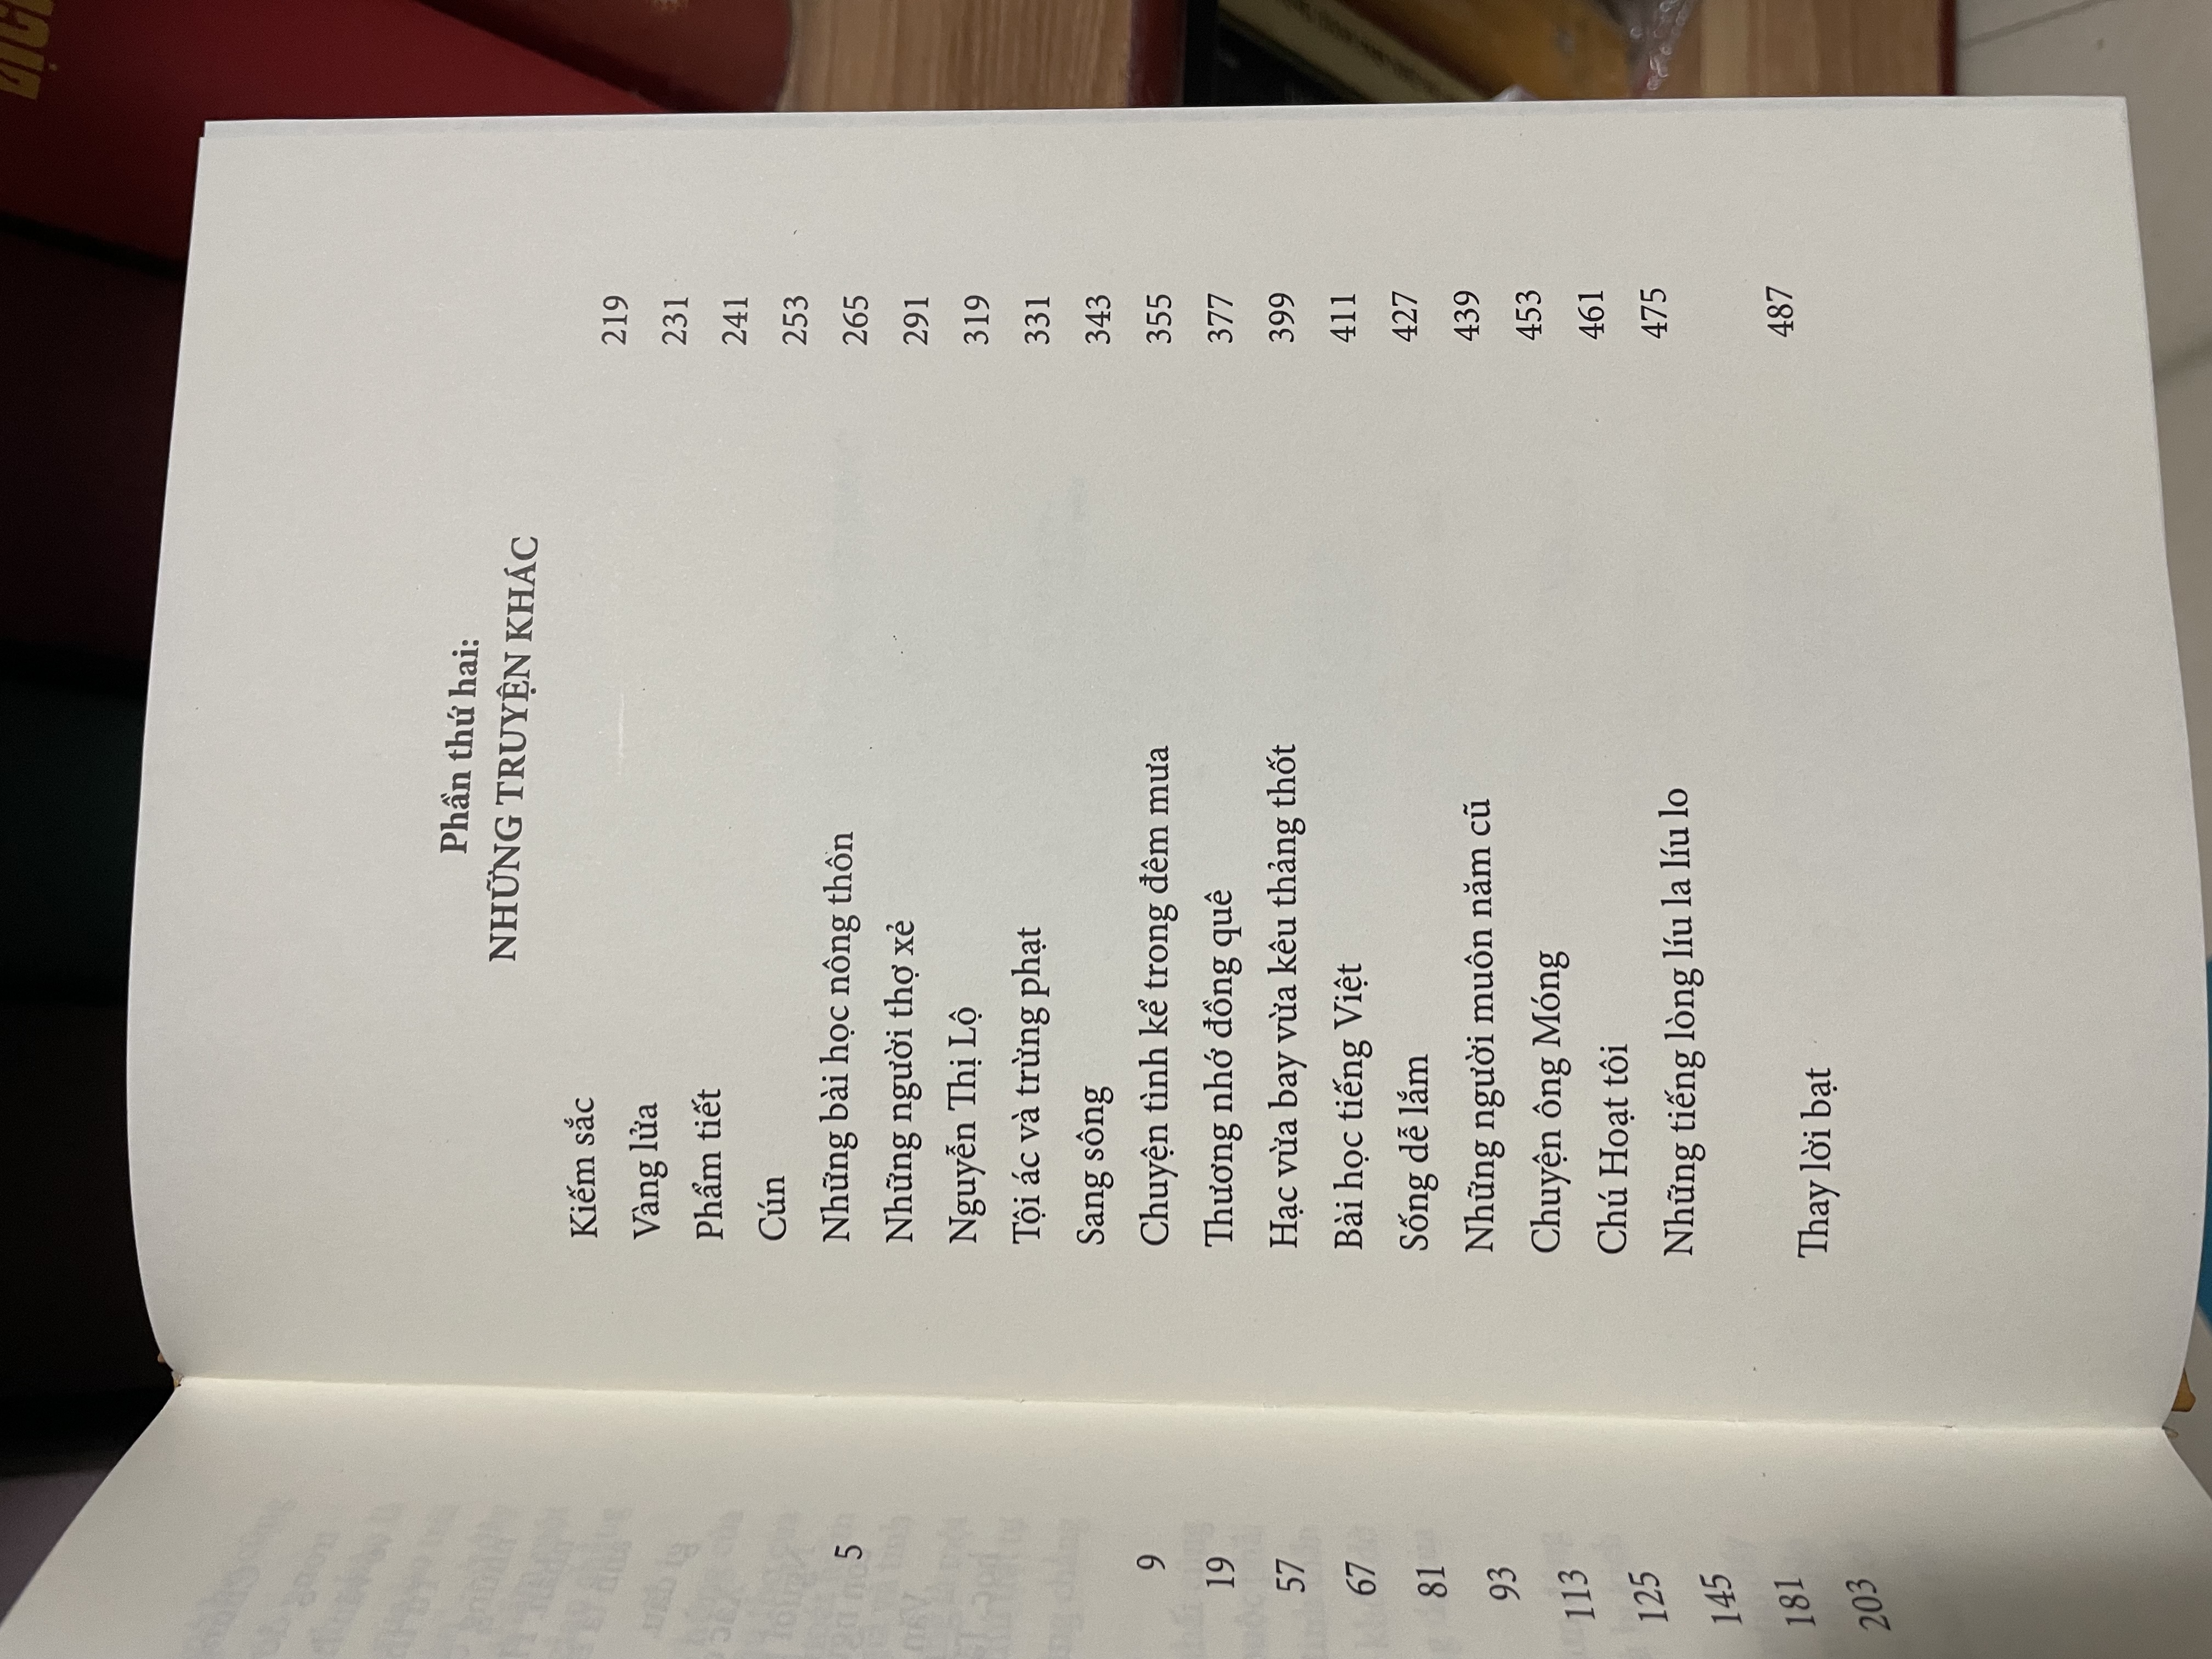 5
9
19
57
67
81
93
113
125
145
181
203
Phần thứ hai:
NHỮNG TRUYỆN KHÁC
Kiếm sắc 219
Vàng lửa 231
Phẩm tiết 241
Cún 253
Những bài học nông thôn 265
Những người thợ xẻ 291
Nguyễn Thị Lộ 319
Tội ác và trừng phạt 331
Sang sông 343
Chuyện tình kể trong đêm mưa 355
Thương nhớ đồng quê 377
Hạc vừa bay vừa kêu thảng thốt 399
Bài học tiếng Việt 411
Sống dễ lắm 427
Những người muôn năm cũ 439
Chuyện ông Móng 453
Chú Hoạt tôi 461
Những tiếng lòng líu la líu lo 475
Thay lời bạt 487